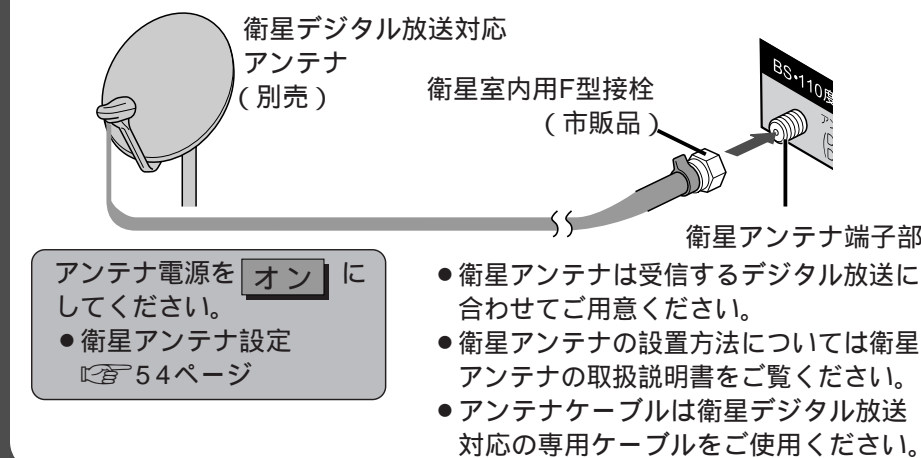 衛星デジタル放送対応
アンテナ
（別売）
衛星室内用F型接栓
（市販品）
BS･110度
衛星アンテナ端子部
アンテナ電源を オン に
してください。
●衛星アンテナ設定
☞54ページ
●衛星アンテナは受信するデジタル放送に
合わせてご用意ください。
●衛星アンテナの設置方法については衛星
アンテナの取扱説明書をご覧ください。
●アンテナケーブルは衛星デジタル放送
対応の専用ケーブルをご使用ください。